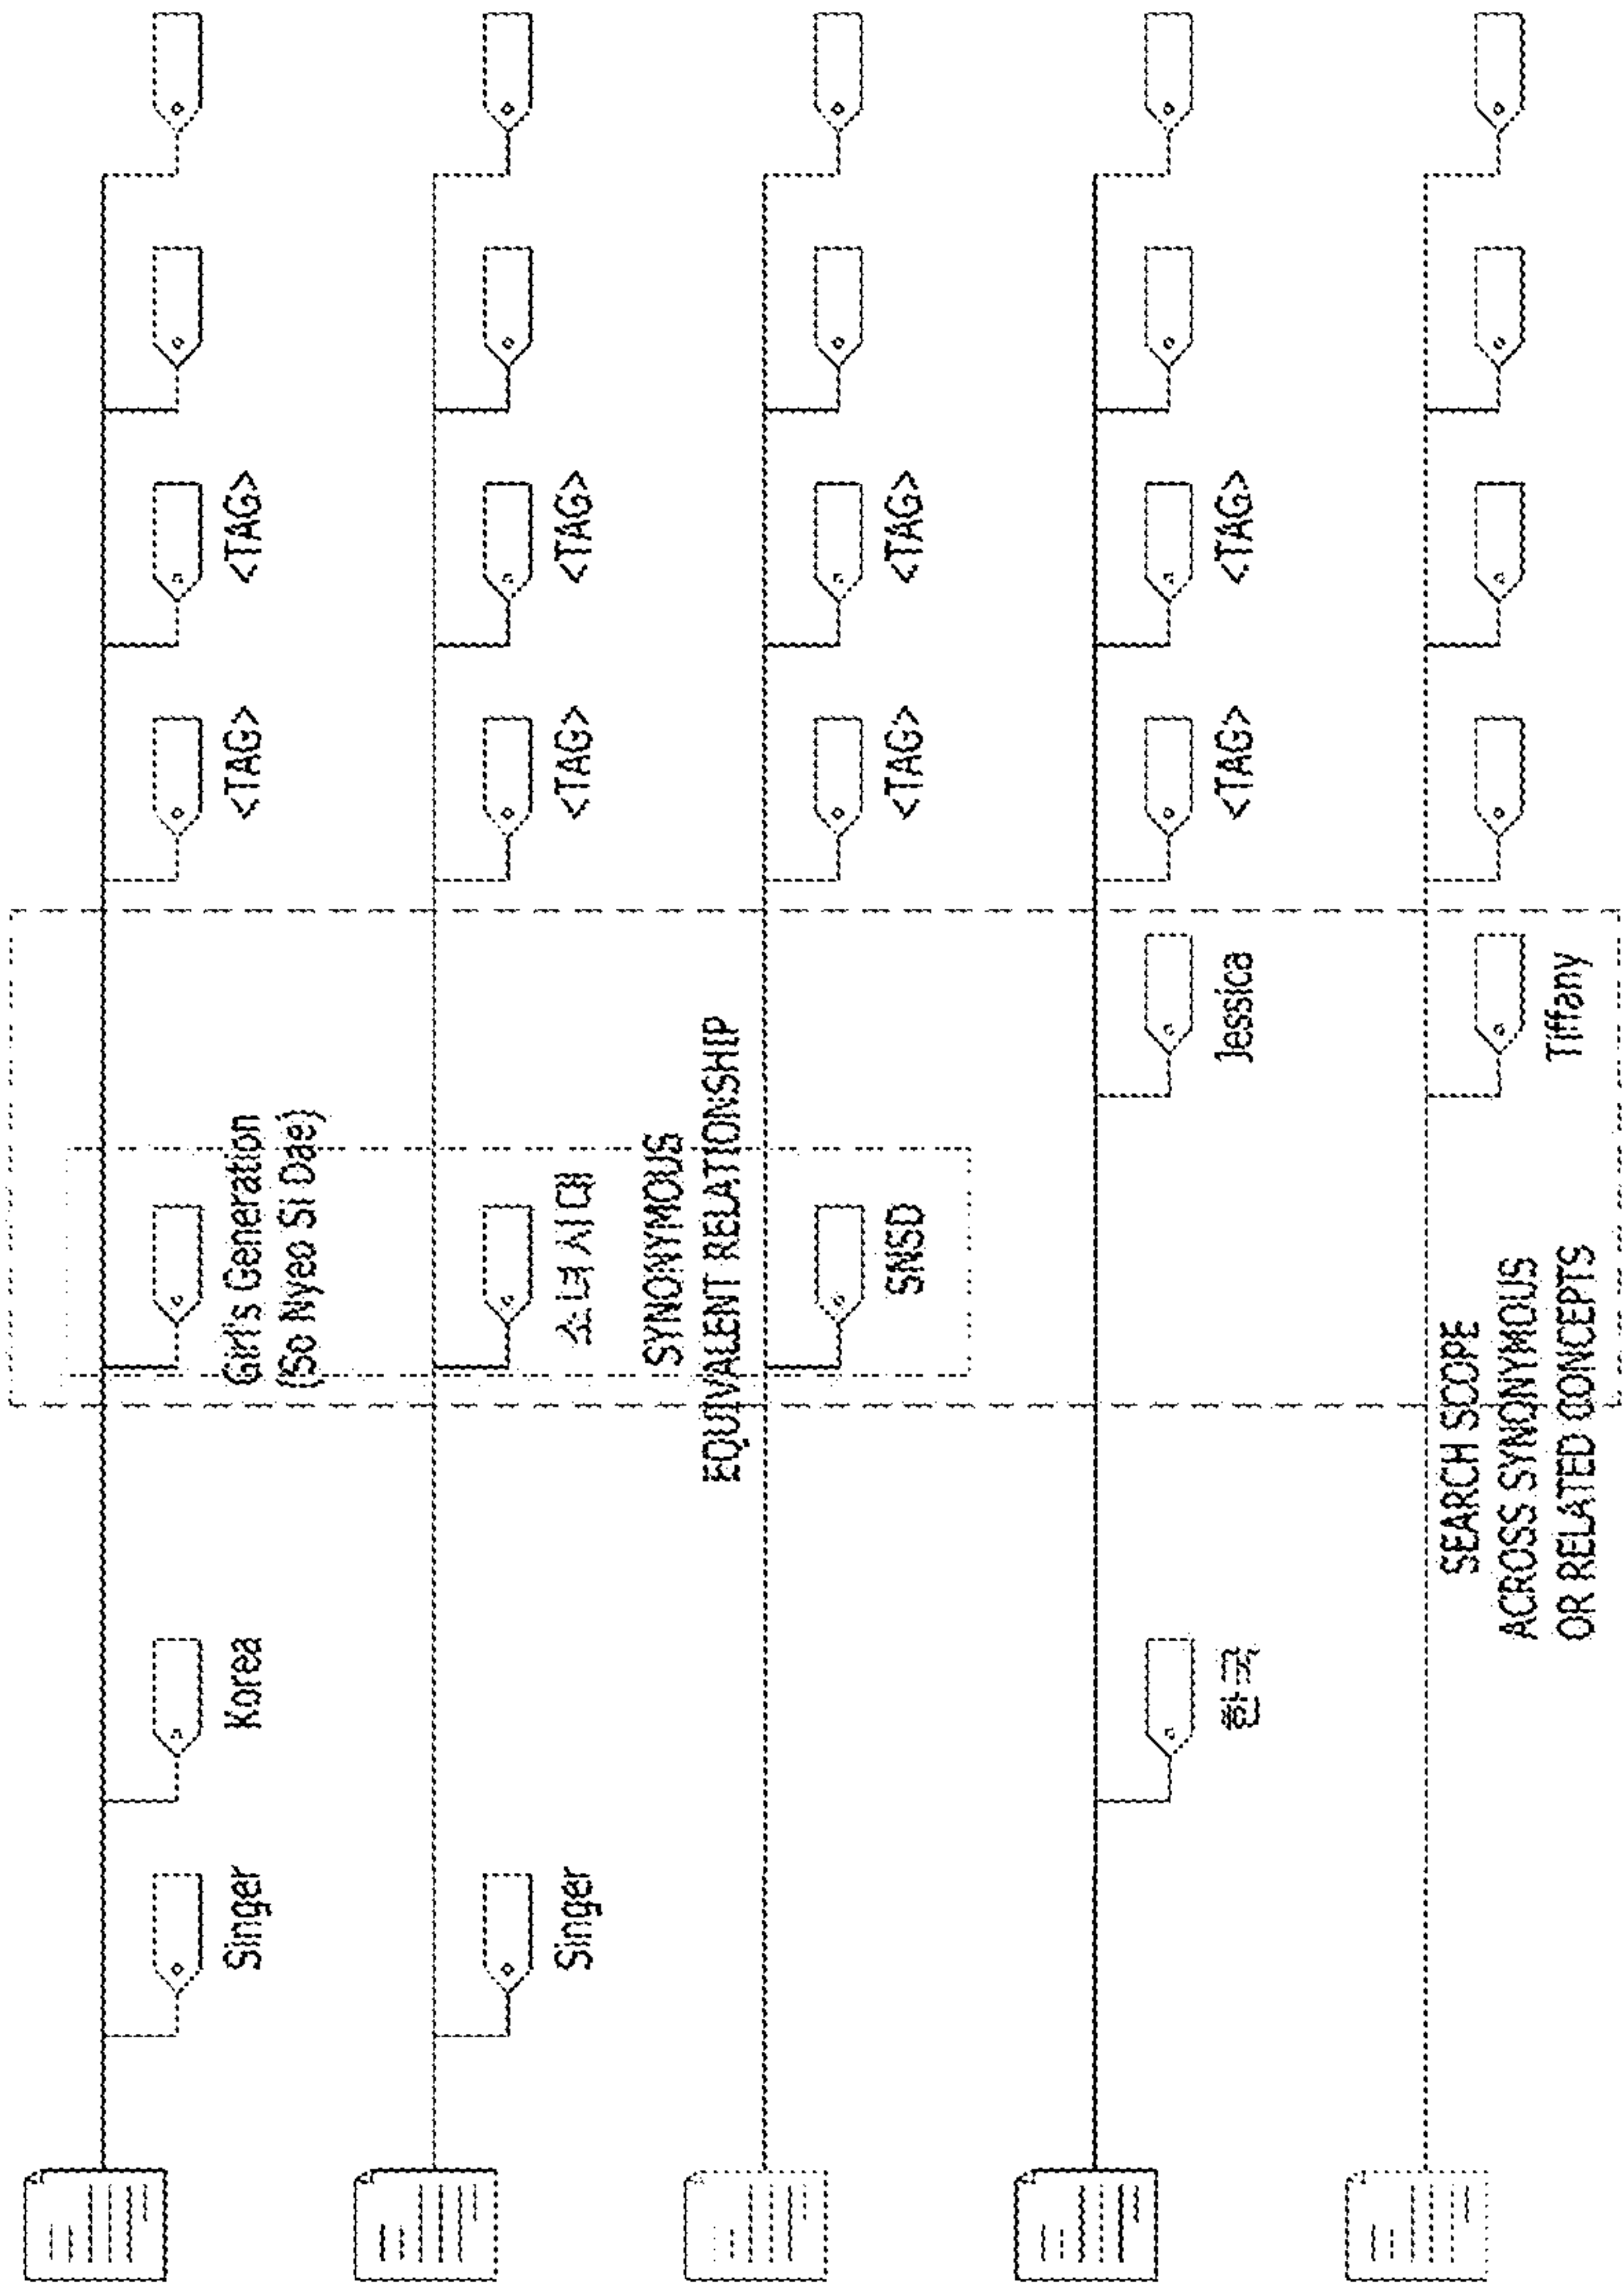 Singer
Korea
Girl's Generation
(So Nyeo Si Dae)
<TAG>
<TAG>
Singer
소녀시대
<TAG>
<TAG>
SYNONYMOUS
EQUIVALENT RELATIONSHIP
SNSD
<TAG>
<TAG>
한국
Jessica
<TAG>
<TAG>
SEARCH SCOPE
ACROSS SYNONYMOUS
OR RELATED CONCEPTS
Tiffany